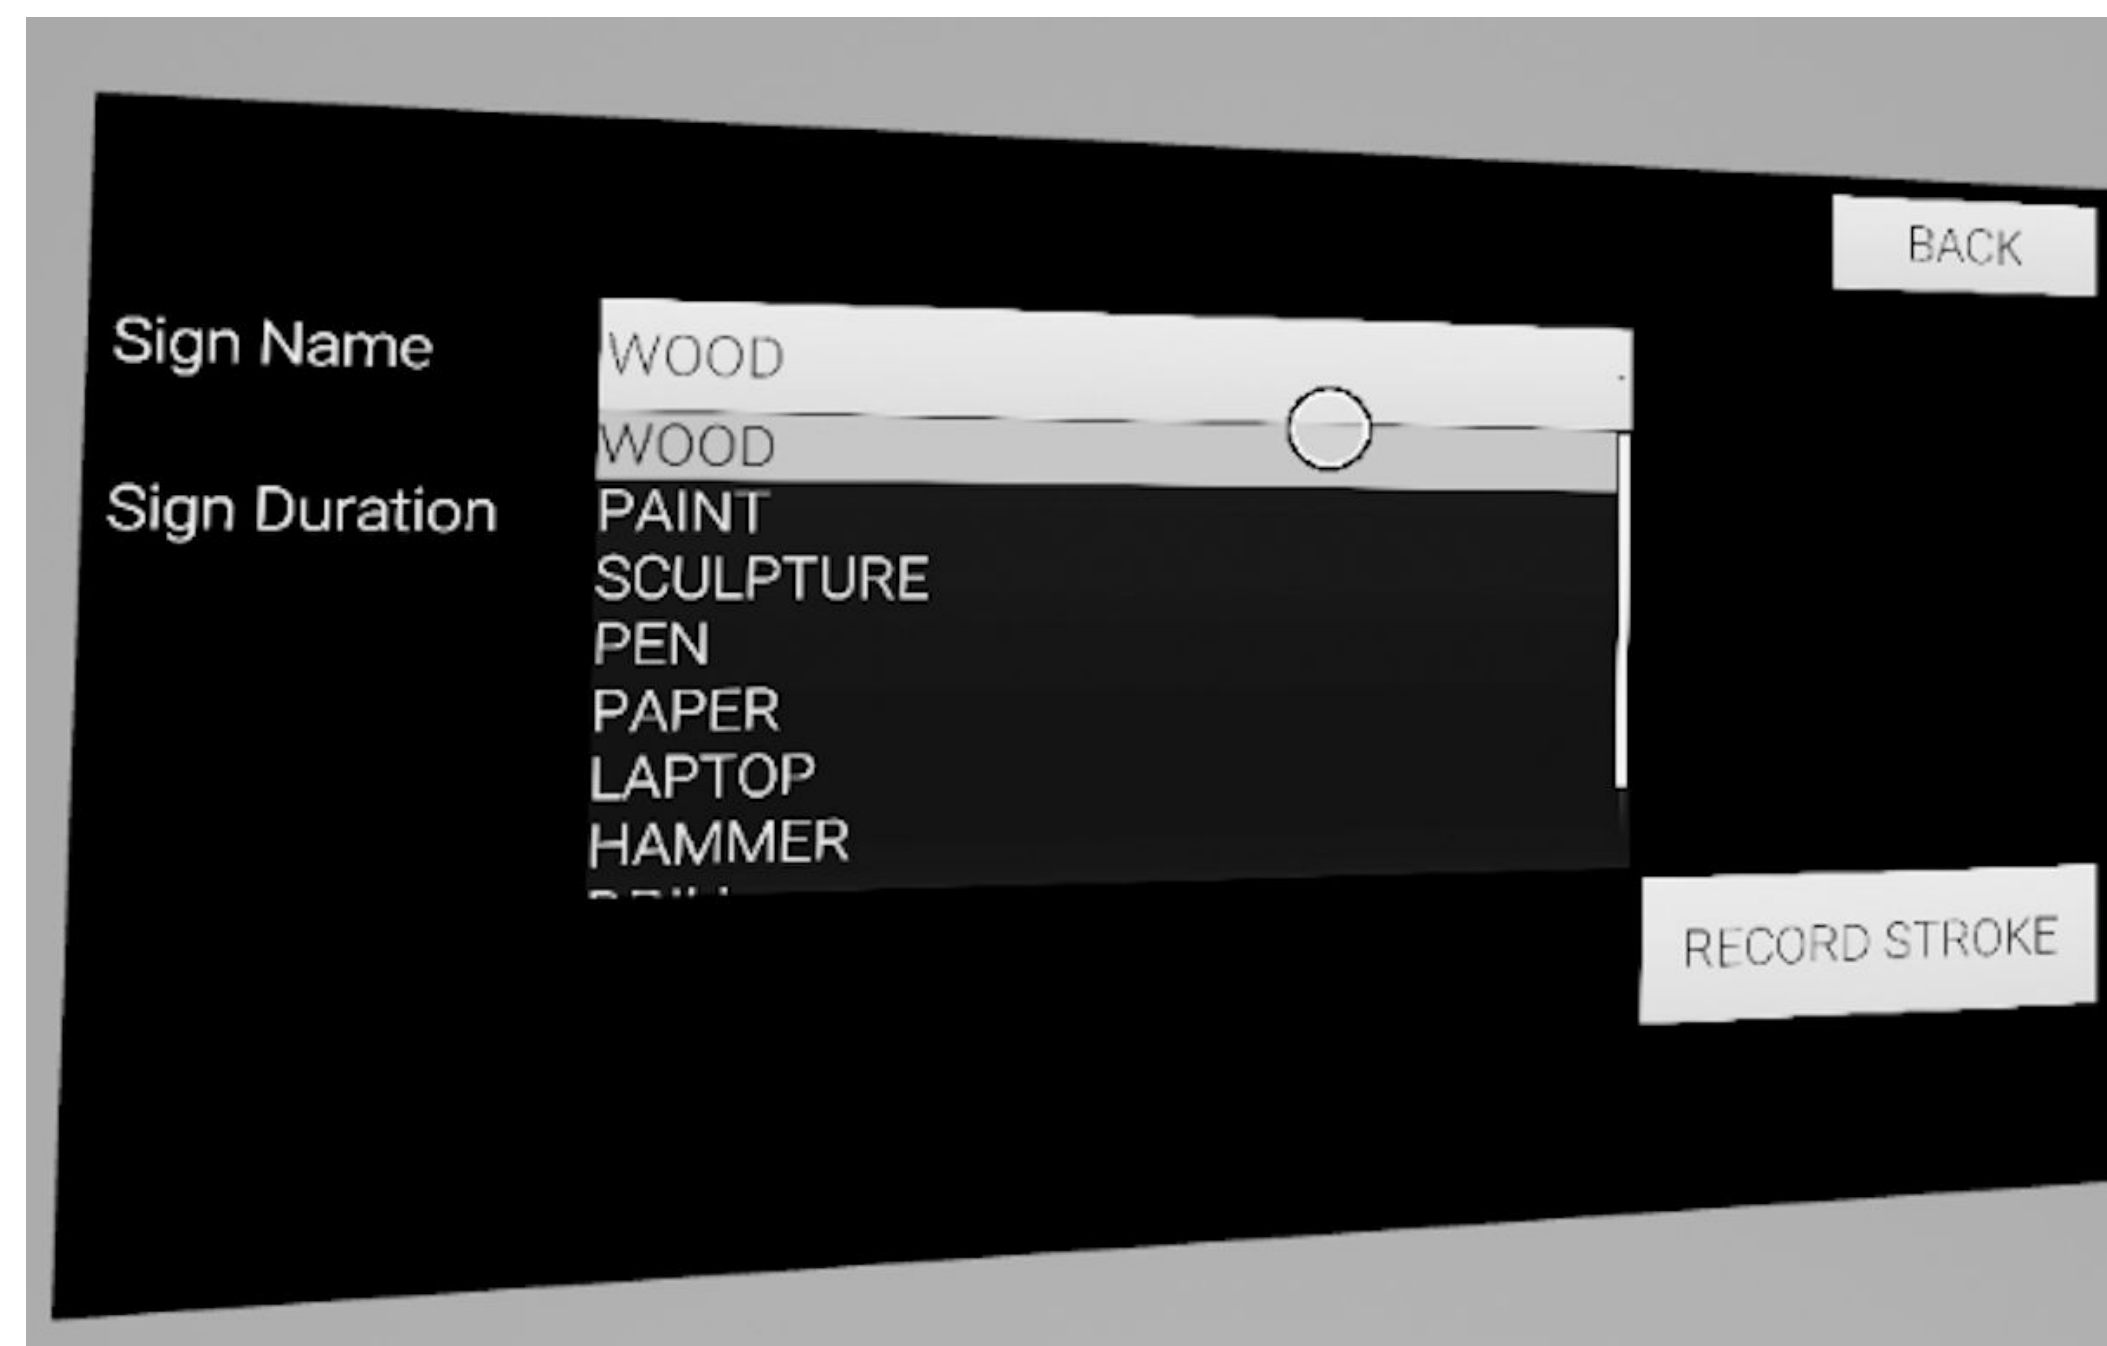 BACK
Sign Name
WOOD
WOOD
Sign Duration
PAINT
SCULPTURE
PEN
PAPER
LAPTOP
HAMMER
RECORD STROKE